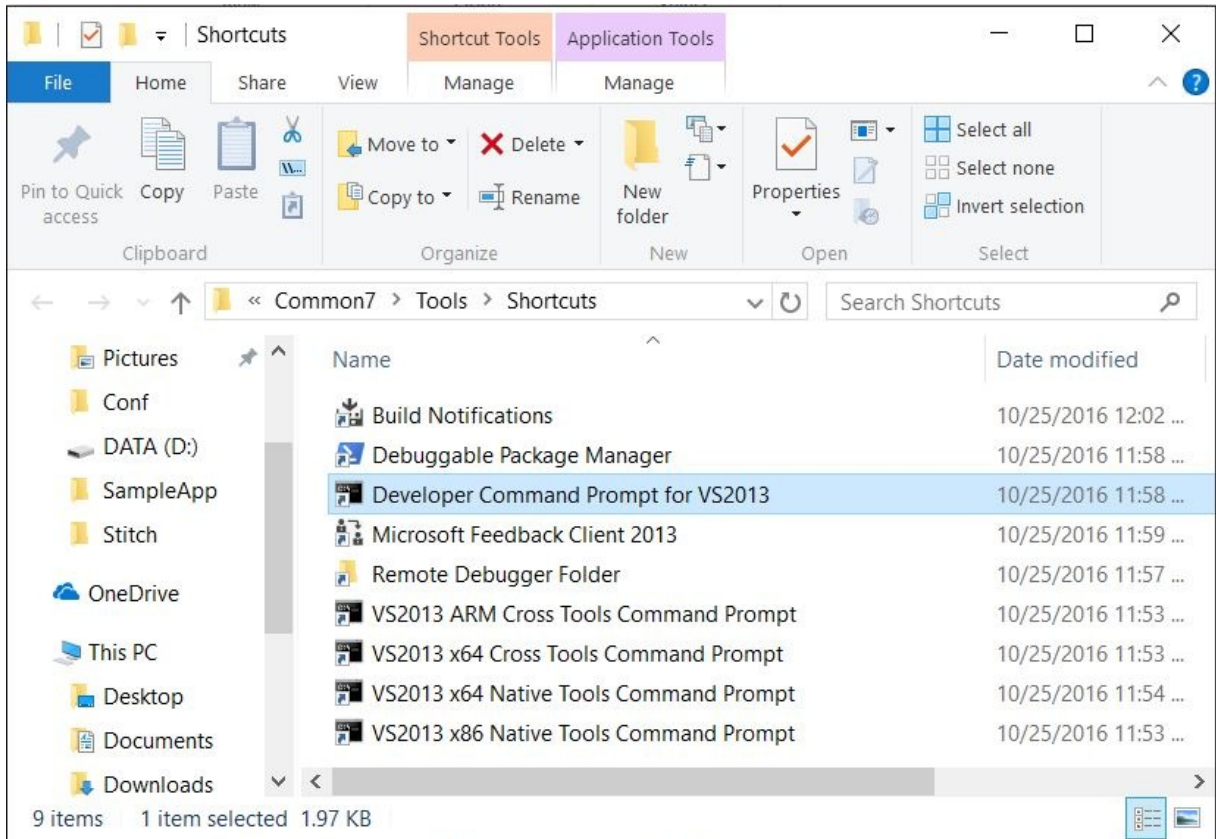 Shortcuts
Shortcut Tools
Application Tools
File
Home
Share
View
Manage
Manage
Pin to Quick access
Copy
Paste
Move to
Copy to
Delete
Rename
New folder
Properties
Select all
Select none
Invert selection
Clipboard
Organize
New
Open
Select
« Common7 > Tools > Shortcuts
Search Shortcuts
Pictures
Conf
DATA (D:)
SampleApp
Stitch
OneDrive
This PC
Desktop
Documents
Downloads
Name Date modified
Build Notifications 10/25/2016 12:02 ...
Debuggable Package Manager 10/25/2016 11:58 ...
Developer Command Prompt for VS2013 10/25/2016 11:58 ...
Microsoft Feedback Client 2013 10/25/2016 11:59 ...
Remote Debugger Folder 10/25/2016 11:57 ...
VS2013 ARM Cross Tools Command Prompt 10/25/2016 11:53 ...
VS2013 x64 Cross Tools Command Prompt 10/25/2016 11:53 ...
VS2013 x64 Native Tools Command Prompt 10/25/2016 11:54 ...
VS2013 x86 Native Tools Command Prompt 10/25/2016 11:53 ...
9 items 1 item selected 1.97 KB